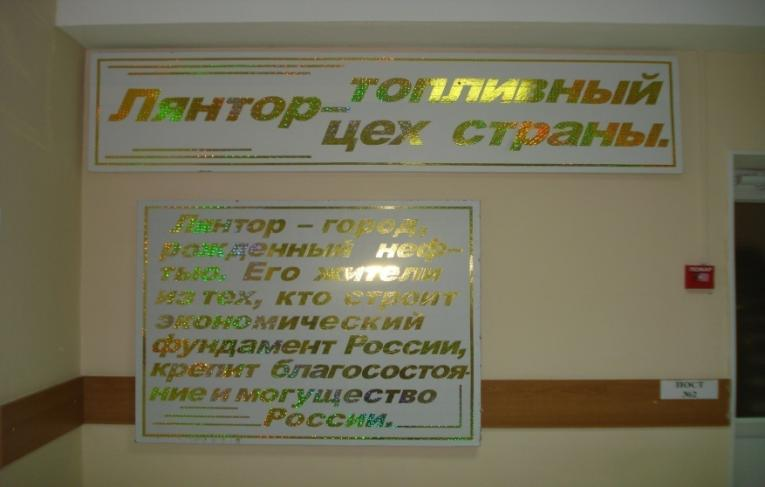 Лянтор – топливный
цех страны.
Лянтор – город,
рожденный неф-
тью. Его жители
из тех, кто строит
экономический
фундамент России,
крепит благосостоя-
ние и могущество
России.
ПОЖАР
ПОСТ
№2